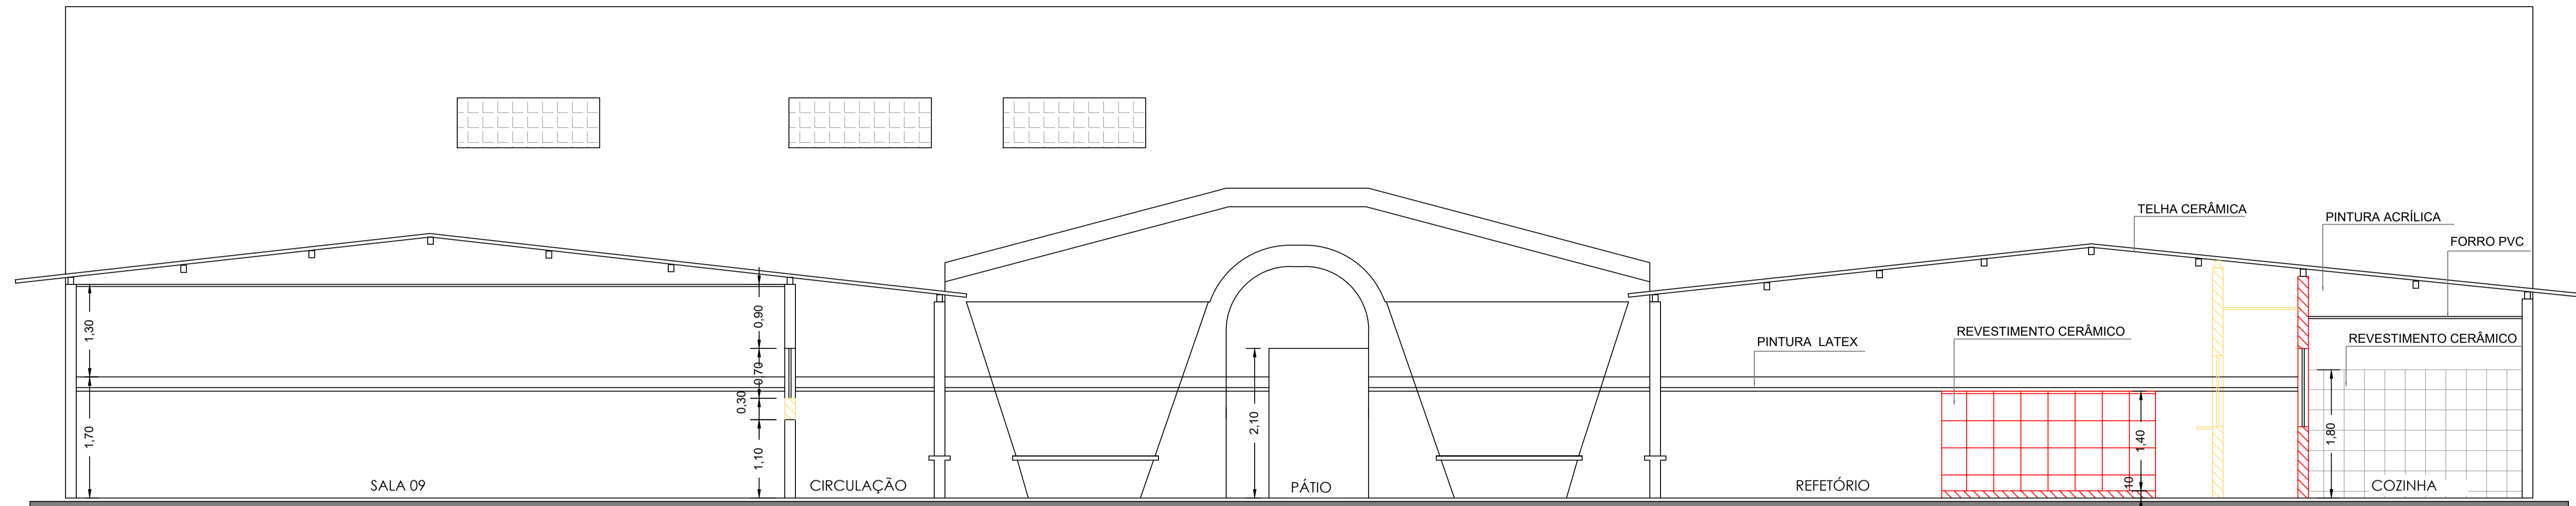 TELHA CERÂMICA
PINTURA ACRÍLICA
FORRO PVC
1,30
0,90
PINTURA LATEX
REVESTIMENTO CERÂMICO
REVESTIMENTO CERÂMICO
0,70
0,30
1,70
1,10
2,10
1,40
1,80
10
SALA 09
CIRCULAÇÃO
PÁTIO
REFETÓRIO
COZINHA